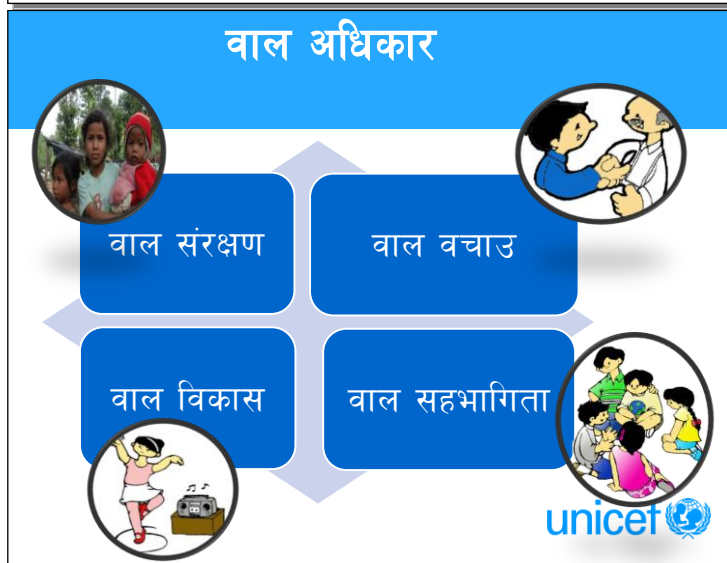 वाल अधिकार
वाल संरक्षण
वाल वचाउ
वाल विकास
वाल सहभागिता
unicef